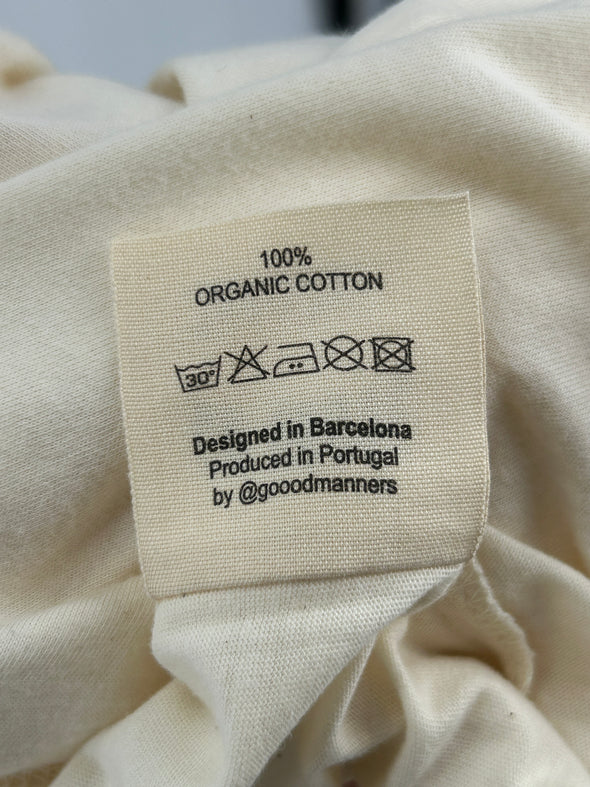 100%
ORGANIC COTTON
30°
Designed in Barcelona
Produced in Portugal
by @gooodmanners